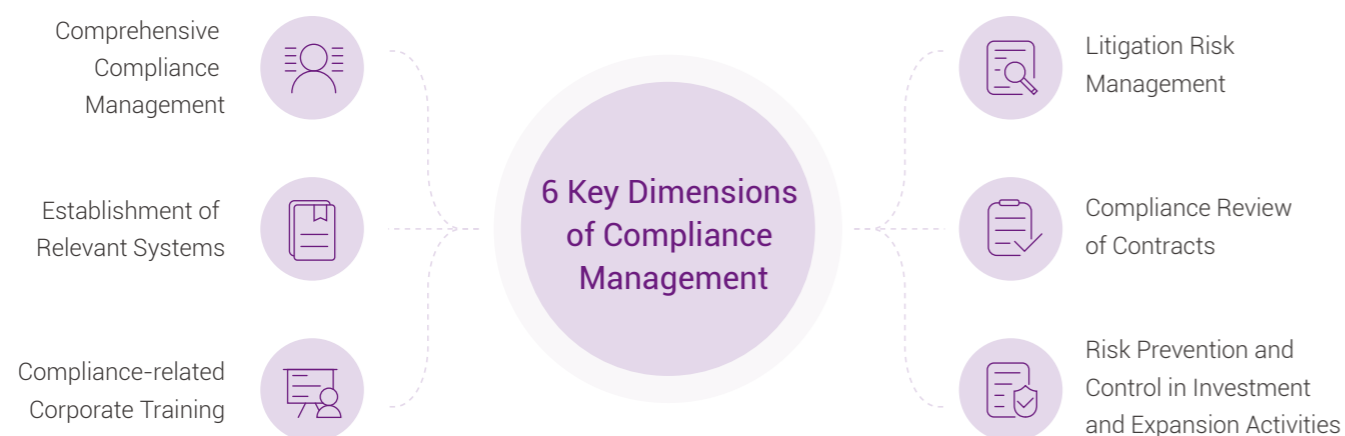 Comprehensive
Compliance
Management
Establishment of
Relevant Systems
Compliance-related
Corporate Training
6 Key Dimensions
of Compliance
Management
Litigation Risk
Management
Compliance Review
of Contracts
Risk Prevention and
Control in Investment
and Expansion Activities